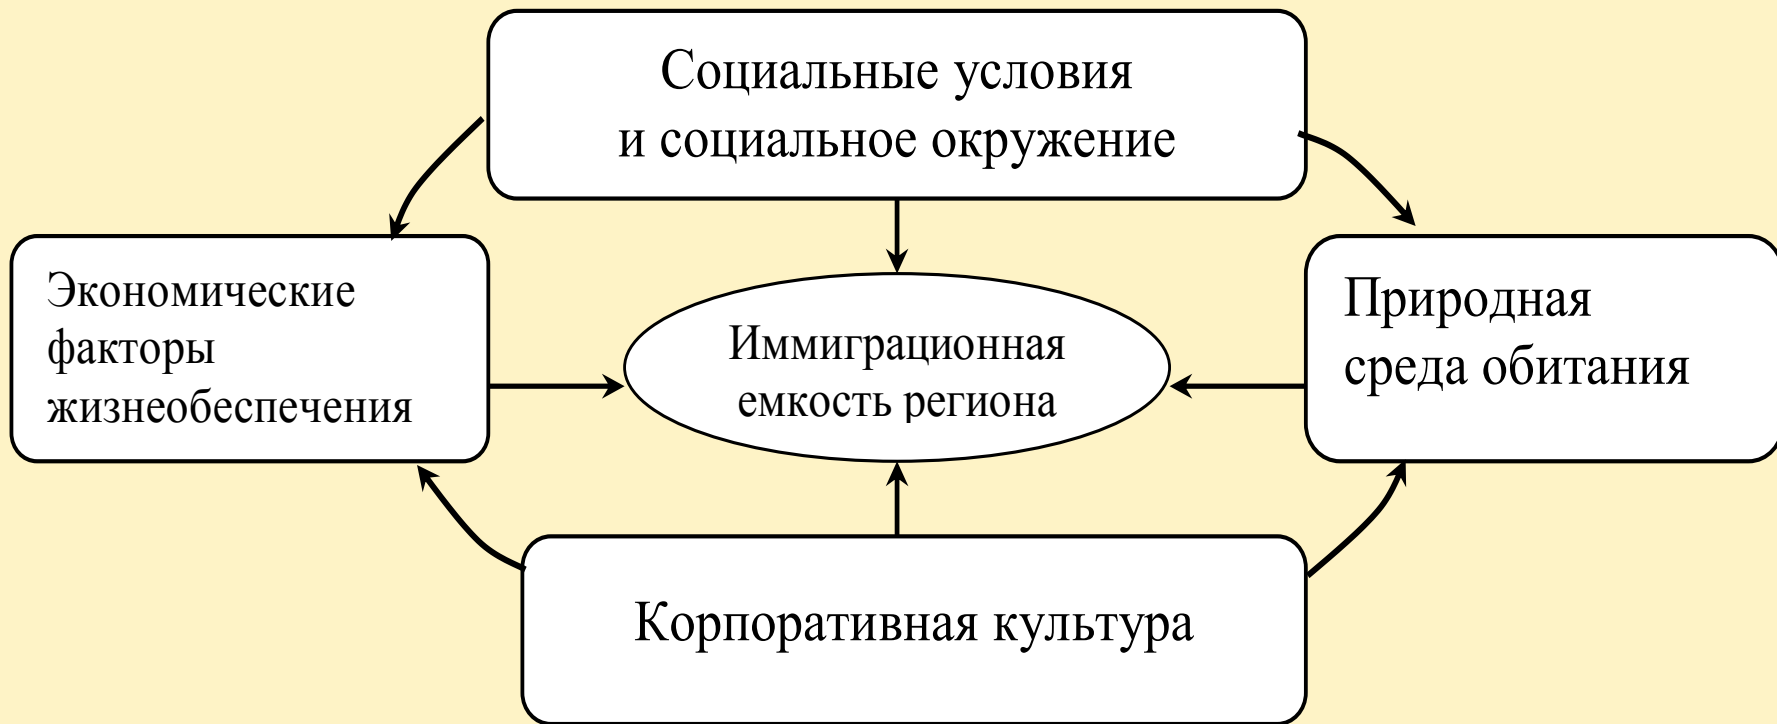 Социальные условия
и социальное окружение
Экономические
факторы
жизнеобеспечения
Иммиграционная
емкость региона
Природная
среда обитания
Корпоративная культура